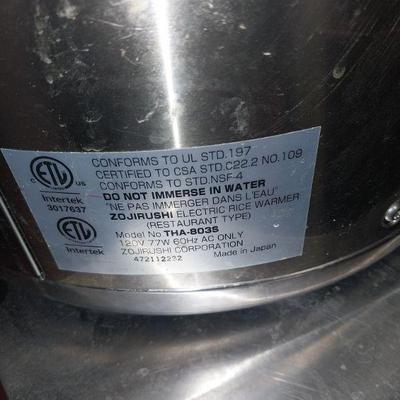 CONFORMS TO UL STD.197
CERTIFIED TO CSA STD.C22.2 NO.109
CONFORMS TO STD.NSF-4
DO NOT IMMERSE IN WATER
"NE PAS IMMERGER DANS L'EAU"
ZOJIRUSHI ELECTRIC RICE WARMER
(RESTAURANT TYPE)
Model No THA-803S
120V 77W 60Hz AC ONLY
ZOJIRUSHI CORPORATION
472112282 Made in Japan
C ETL US
Intertek
3017637
ETL
Intertek